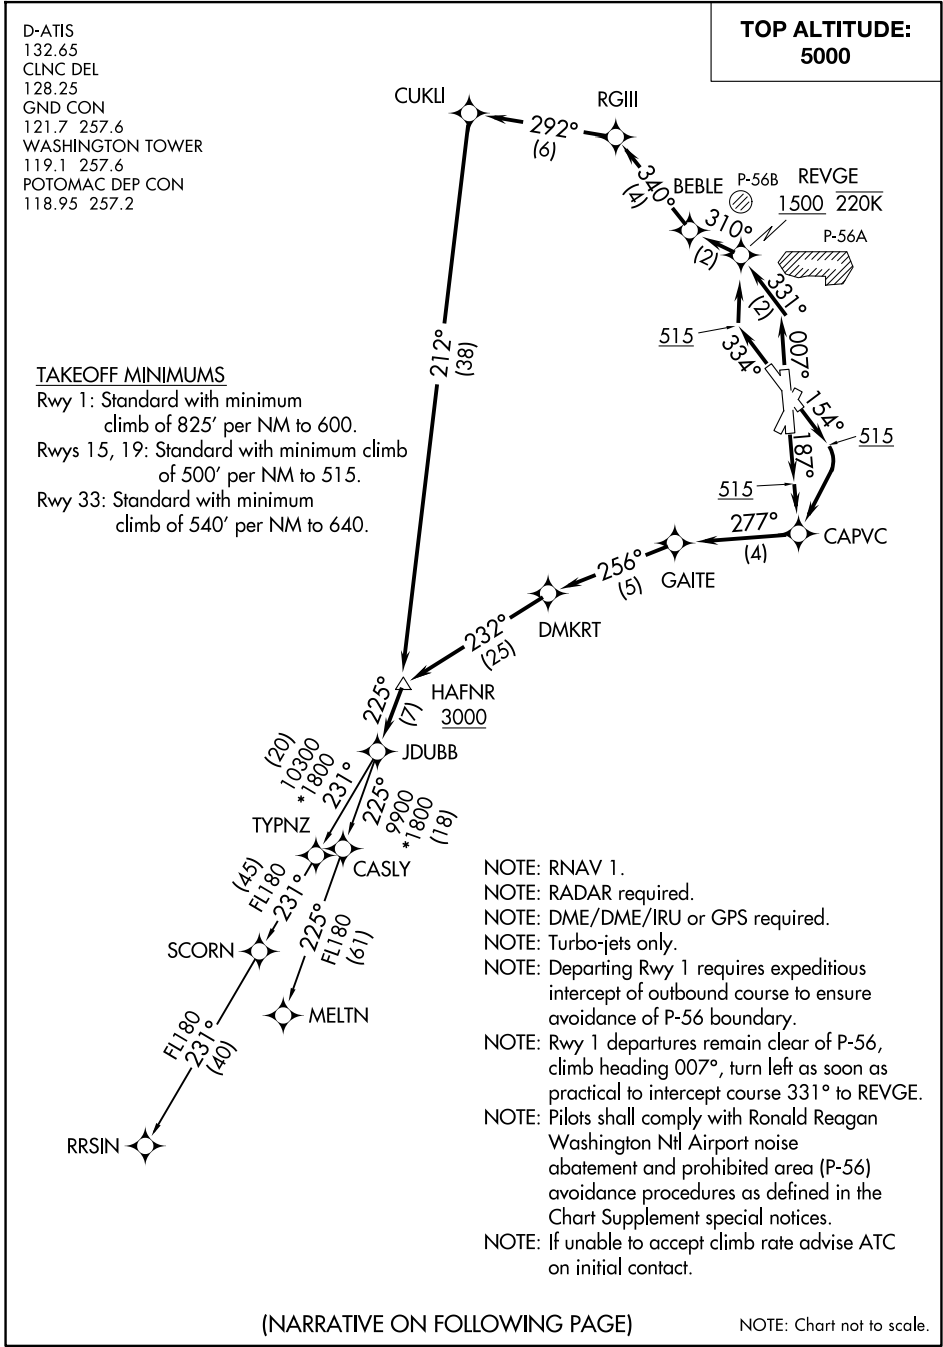 D-ATIS
132.65
CLNC DEL
128.25
GND CON
121.7 257.6
WASHINGTON TOWER
119.1 257.6
POTOMAC DEP CON
118.95 257.2
TOP ALTITUDE:
5000
CUKLI
292°
(6)
RGIII
340°
(4)
BEBLE
P-56B
REVGE
1500 220K
310°
(2)
P-56A
331°
(2)
515
334°
007°
154°
515
187°
515
212°
(38)
TAKEOFF MINIMUMS
Rwy 1: Standard with minimum
climb of 825' per NM to 600.
Rwys 15, 19: Standard with minimum climb
of 500' per NM to 515.
Rwy 33: Standard with minimum
climb of 540' per NM to 640.
277°
(4)
CAPVC
GAITE
256°
(5)
DMKRT
232°
(25)
HAFNR
3000
225°
(7)
JDUBB
(20)
10300
*1800
231°
225°
9900
*1800
(18)
TYPNZ
CASLY
(45)
FL180
231°
225°
FL180
(61)
SCORN
MELTN
FL180
231°
(40)
RRSIN
NOTE: RNAV 1.
NOTE: RADAR required.
NOTE: DME/DME/IRU or GPS required.
NOTE: Turbo-jets only.
NOTE: Departing Rwy 1 requires expeditious
intercept of outbound course to ensure
avoidance of P-56 boundary.
NOTE: Rwy 1 departures remain clear of P-56,
climb heading 007°, turn left as soon as
practical to intercept course 331° to REVGE.
NOTE: Pilots shall comply with Ronald Reagan
Washington Ntl Airport noise
abatement and prohibited area (P-56)
avoidance procedures as defined in the
Chart Supplement special notices.
NOTE: If unable to accept climb rate advise ATC
on initial contact.
(NARRATIVE ON FOLLOWING PAGE)
NOTE: Chart not to scale.